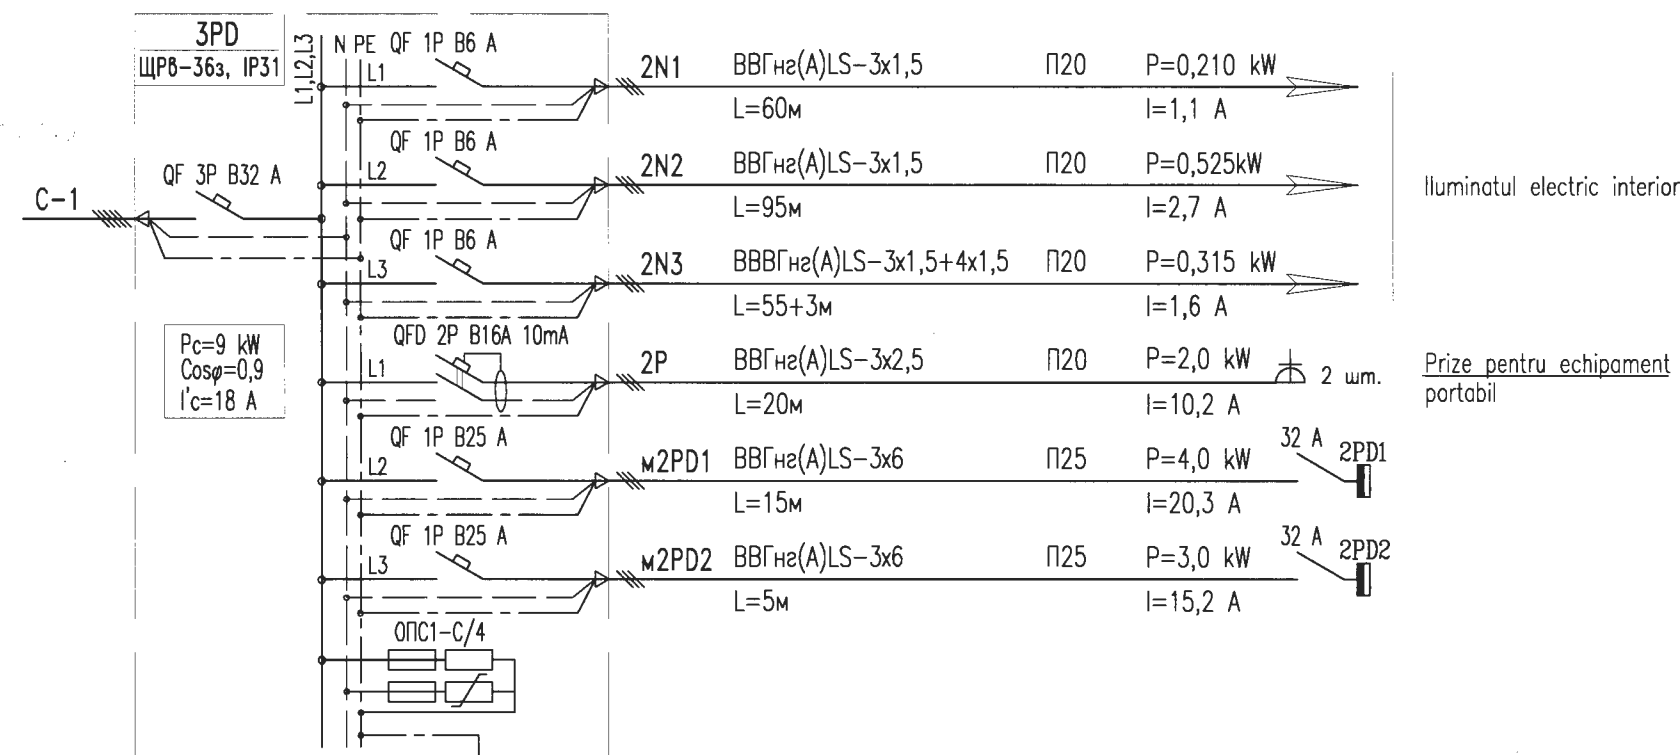 3PD
ЩРв-36з, IP31
L1,L2,L3
N PE
QF 1P B6 A
L1
2N1
ВВГнг(А)LS-3x1,5
П20
P=0,210 kW
L=60м
I=1,1 A
QF 1P B6 A
L2
2N2
ВВГнг(А)LS-3x1,5
П20
P=0,525kW
L=95м
I=2,7 A
Iluminatul electric interior
C-1
QF 3P B32 A
QF 1P B6 A
L3
2N3
ВВВГнг(А)LS-3x1,5+4x1,5
П20
P=0,315 kW
L=55+3м
I=1,6 A
Pc=9 kW
Cosφ=0,9
I'c=18 A
QFD 2P B16A 10mA
L1
2P
ВВГнг(А)LS-3x2,5
П20
P=2,0 kW
2 шт.
L=20м
I=10,2 A
Prize pentru echipament
portabil
QF 1P B25 A
L2
м2PD1
ВВГнг(А)LS-3x6
П25
P=4,0 kW
32 A
2PD1
L=15м
I=20,3 A
QF 1P B25 A
L3
м2PD2
ВВГнг(А)LS-3x6
П25
P=3,0 kW
32 A
2PD2
L=5м
I=15,2 A
ОПС1-С/4